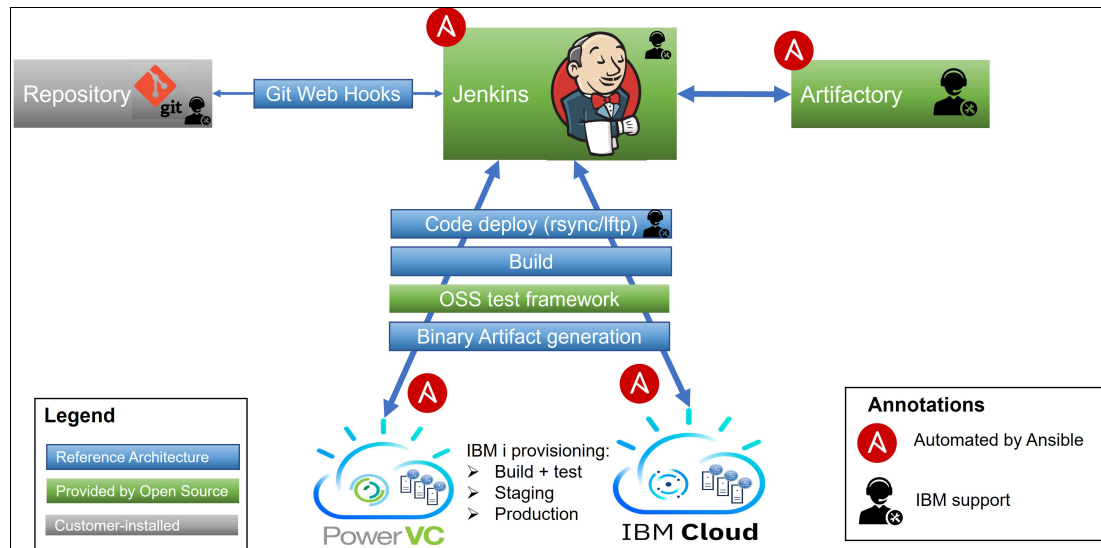 Repository
git
Git Web Hooks
Jenkins
Artifactory
Code deploy (rsync/lftp)
Build
OSS test framework
Binary Artifact generation
Legend
Reference Architecture
Provided by Open Source
Customer-installed
PowerVC
IBM i provisioning:
➢ Build + test
➢ Staging
➢ Production
IBM Cloud
Annotations
Automated by Ansible
IBM support